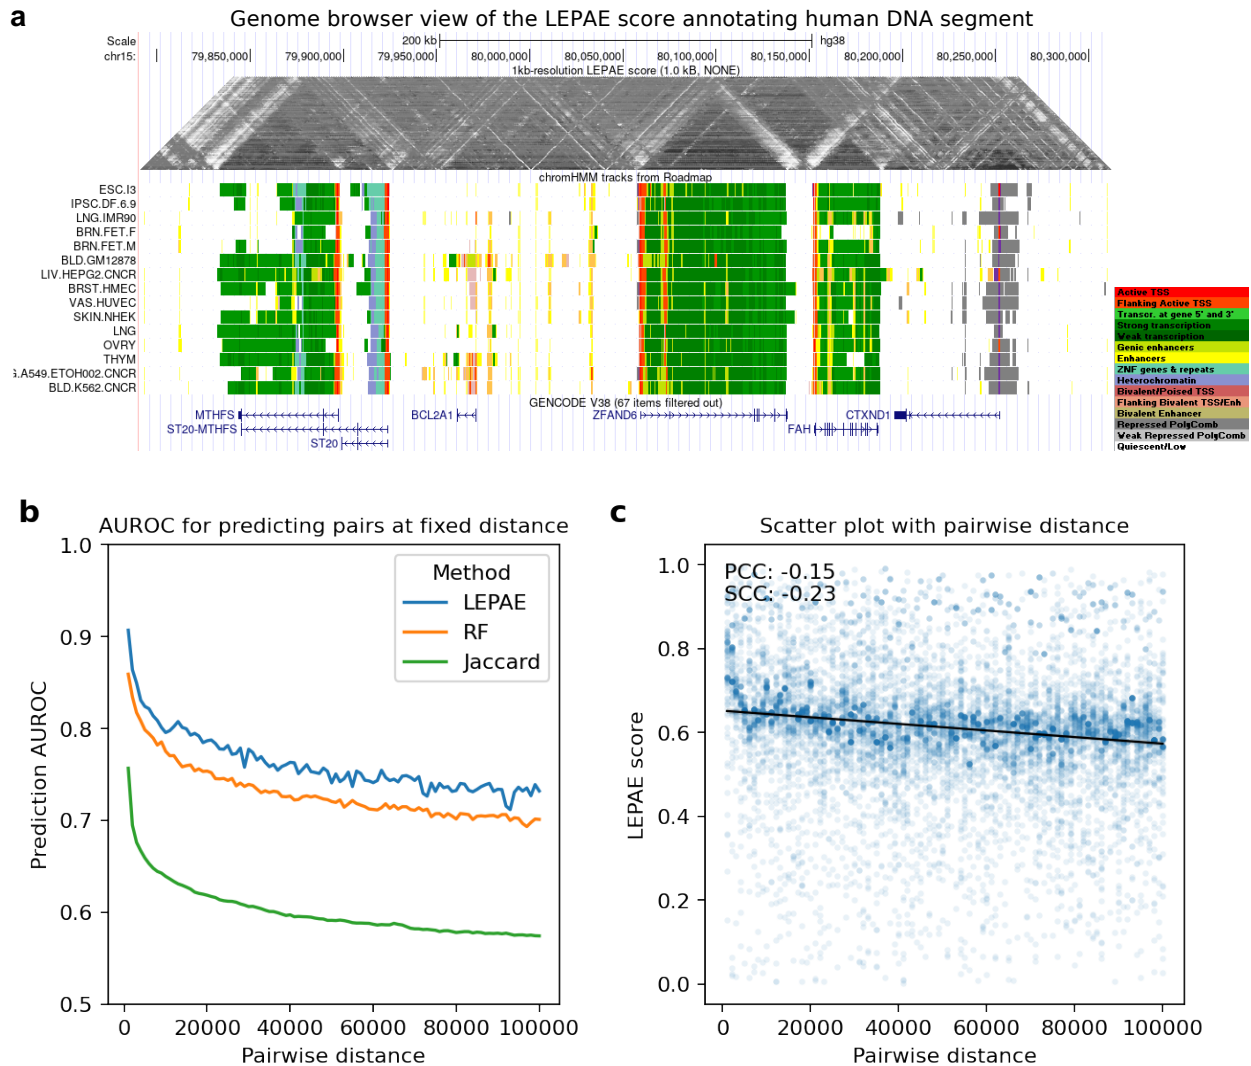 a
Genome browser view of the LEPAE score annotating human DNA segment
Scale 200 kb hg38
chr15: 79,850,000 79,900,000 79,950,000 80,000,000 80,050,000 80,100,000 80,150,000 80,200,000 80,250,000 80,300,000
1kb-resolution LEPAE score (1.0 kB, NONE)
chromHMM tracks from Roadmap
ESC.I3
IPSC.DF.6.9
LNG.IMR90
BRN.FET.F
BRN.FET.M
BLD.GM12878
LIV.HEPG2.CNCR
BRST.HMEC
VAS.HUVEC
SKIN.NHEK
LNG
OVRY
THYM
G.A549.ETOH002.CNCR
BLD.K562.CNCR
Active TSS
Flanking Active TSS
Transcr. at gene 5' and 3'
Strong transcription
Weak transcription
Genic enhancers
Enhancers
ZNF genes & repeats
Heterochromatin
Bivalent/Poised TSS
Flanking Bivalent TSS/Enh
Bivalent Enhancer
Repressed PolyComb
Weak Repressed PolyComb
Quiescent/Low
GENCODE V38 (67 items filtered out)
MTHFS BCL2A1 ZFAND6 CTXND1
ST20-MTHFS FAH
ST20
b
AUROC for predicting pairs at fixed distance
Prediction AUROC
1.0
0.9
0.8
0.7
0.6
0.5
Method
LEPAE
RF
Jaccard
0 20000 40000 60000 80000 100000
Pairwise distance
c
Scatter plot with pairwise distance
LEPAE score
1.0
0.8
0.6
0.4
0.2
0.0
PCC: -0.15
SCC: -0.23
0 20000 40000 60000 80000 100000
Pairwise distance